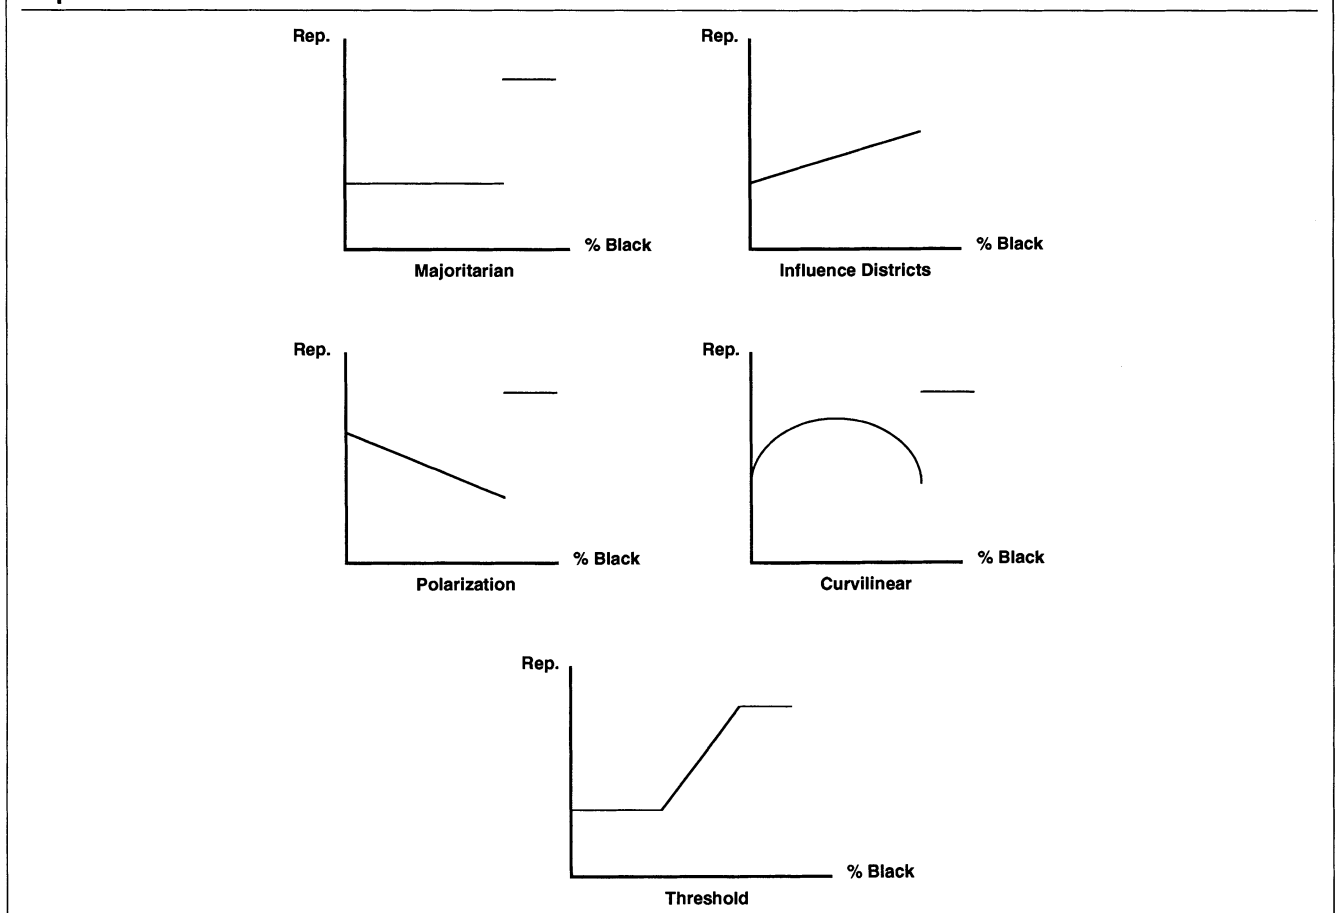 Rep.
Rep.
% Black
% Black
Majoritarian
Influence Districts
Rep.
Rep.
% Black
% Black
Polarization
Curvilinear
Rep.
% Black
Threshold